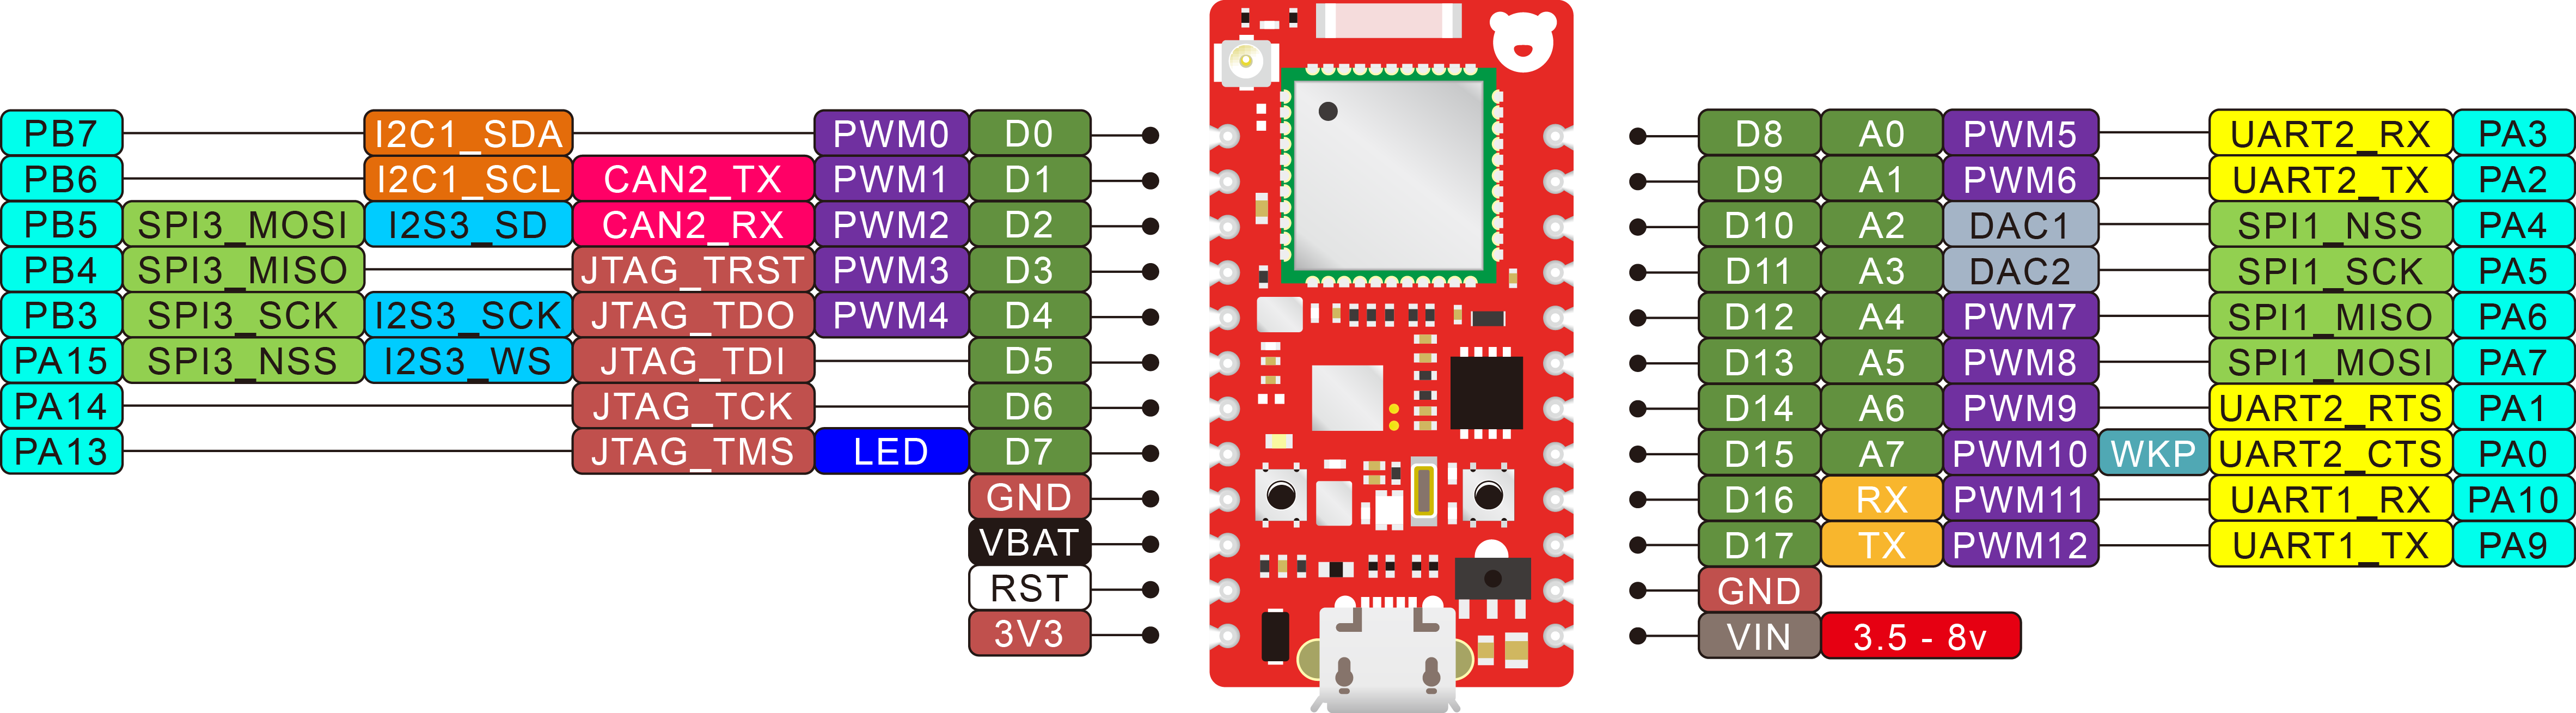 PB7 I2C1_SDA PWM0 D0 D8 A0 PWM5 UART2_RX PA3
PB6 I2C1_SCL CAN2_TX PWM1 D1 D9 A1 PWM6 UART2_TX PA2
PB5 SPI3_MOSI I2S3_SD CAN2_RX PWM2 D2 D10 A2 DAC1 SPI1_NSS PA4
PB4 SPI3_MISO JTAG_TRST PWM3 D3 D11 A3 DAC2 SPI1_SCK PA5
PB3 SPI3_SCK I2S3_SCK JTAG_TDO PWM4 D4 D12 A4 PWM7 SPI1_MISO PA6
PA15 SPI3_NSS I2S3_WS JTAG_TDI D5 D13 A5 PWM8 SPI1_MOSI PA7
PA14 JTAG_TCK D6 D14 A6 PWM9 UART2_RTS PA1
PA13 JTAG_TMS LED D7 D15 A7 PWM10 WKP UART2_CTS PA0
GND D16 RX PWM11 UART1_RX PA10
VBAT D17 TX PWM12 UART1_TX PA9
RST GND
3V3 VIN 3.5 - 8v